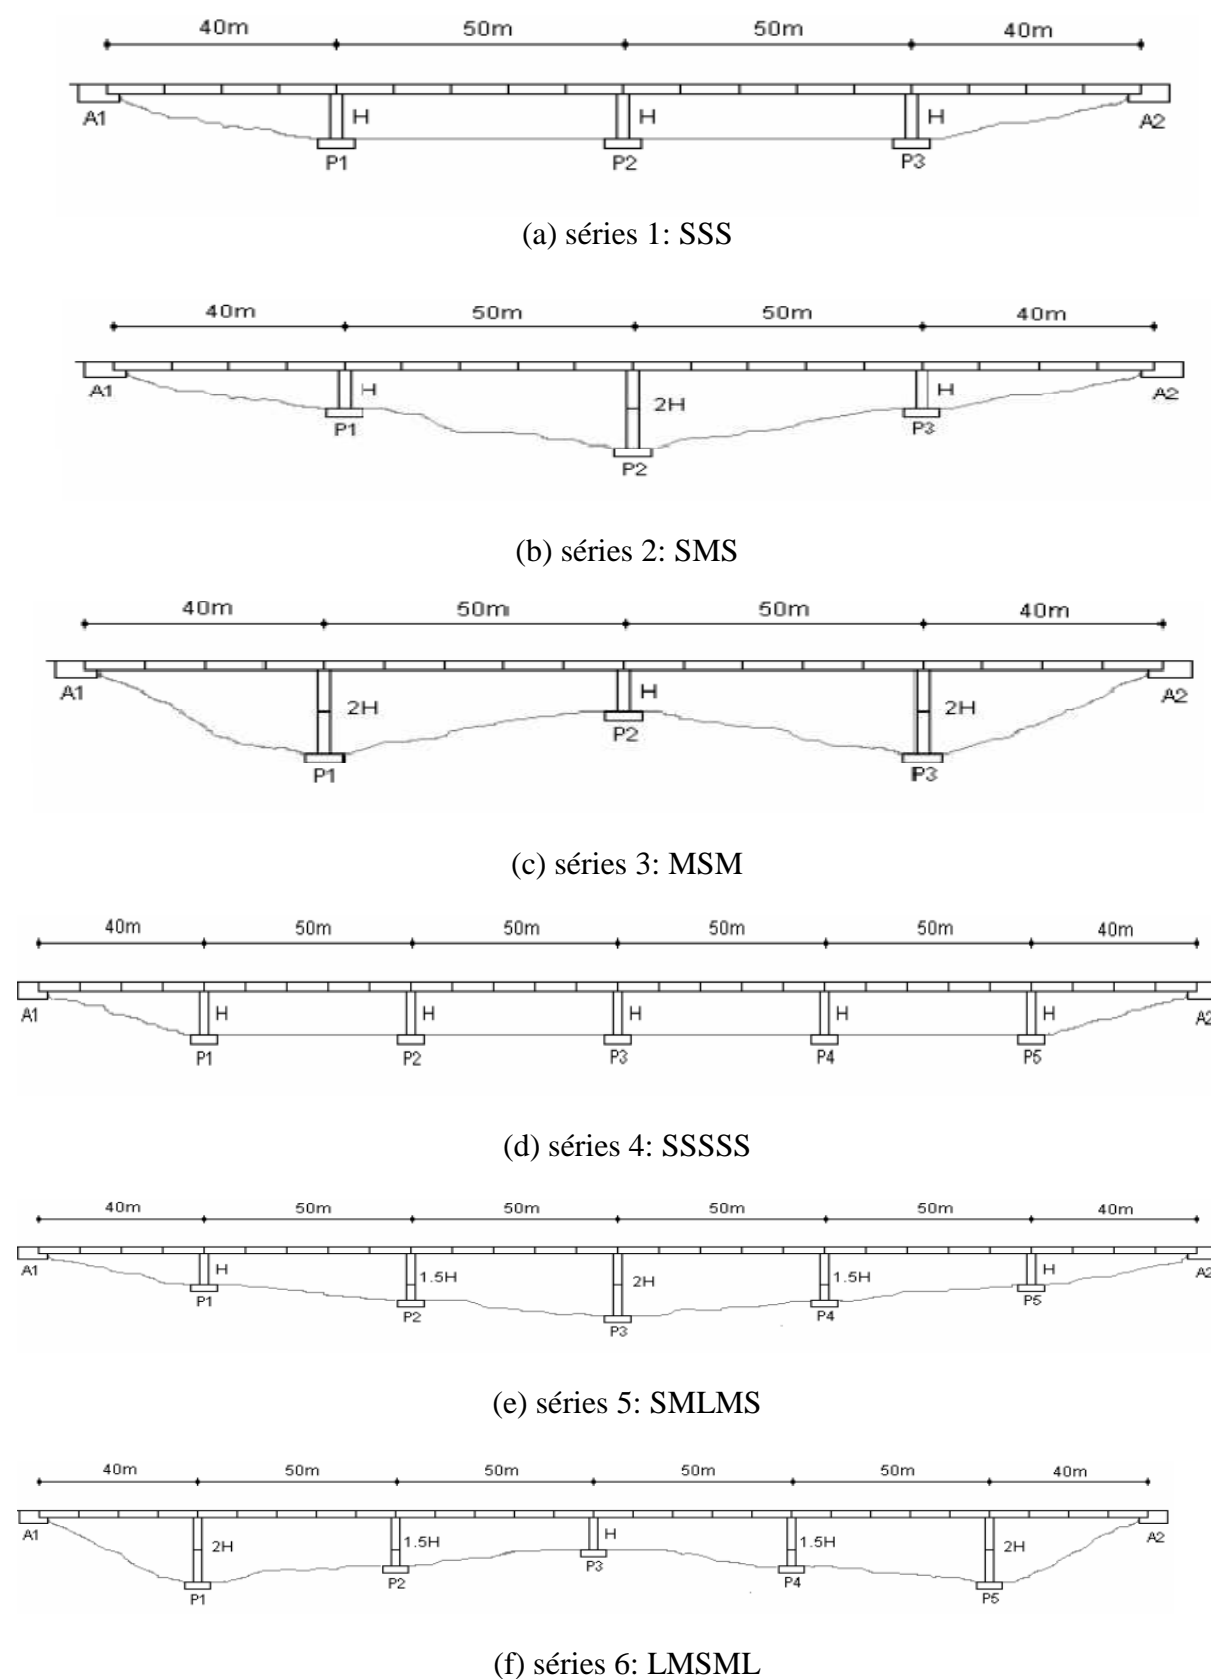 40m 50m 50m 40m
A1 H H H A2
P1 P2 P3
(a) séries 1: SSS
40m 50m 50m 40m
A1 H 2H H A2
P1 P3
P2
(b) séries 2: SMS
40m 50m 50m 40m
A1 2H H 2H A2
P2
P1 P3
(c) séries 3: MSM
40m 50m 50m 50m 50m 40m
A1 H H H H H A2
P1 P2 P3 P4 P5
(d) séries 4: SSSSS
40m 50m 50m 50m 50m 40m
A1 H 1.5H 2H 1.5H H A2
P1 P5
P2 P4
P3
(e) séries 5: SMLMS
40m 50m 50m 50m 50m 40m
A1 2H 1.5H H 1.5H 2H A2
P3
P2 P4
P1 P5
(f) séries 6: LMSML